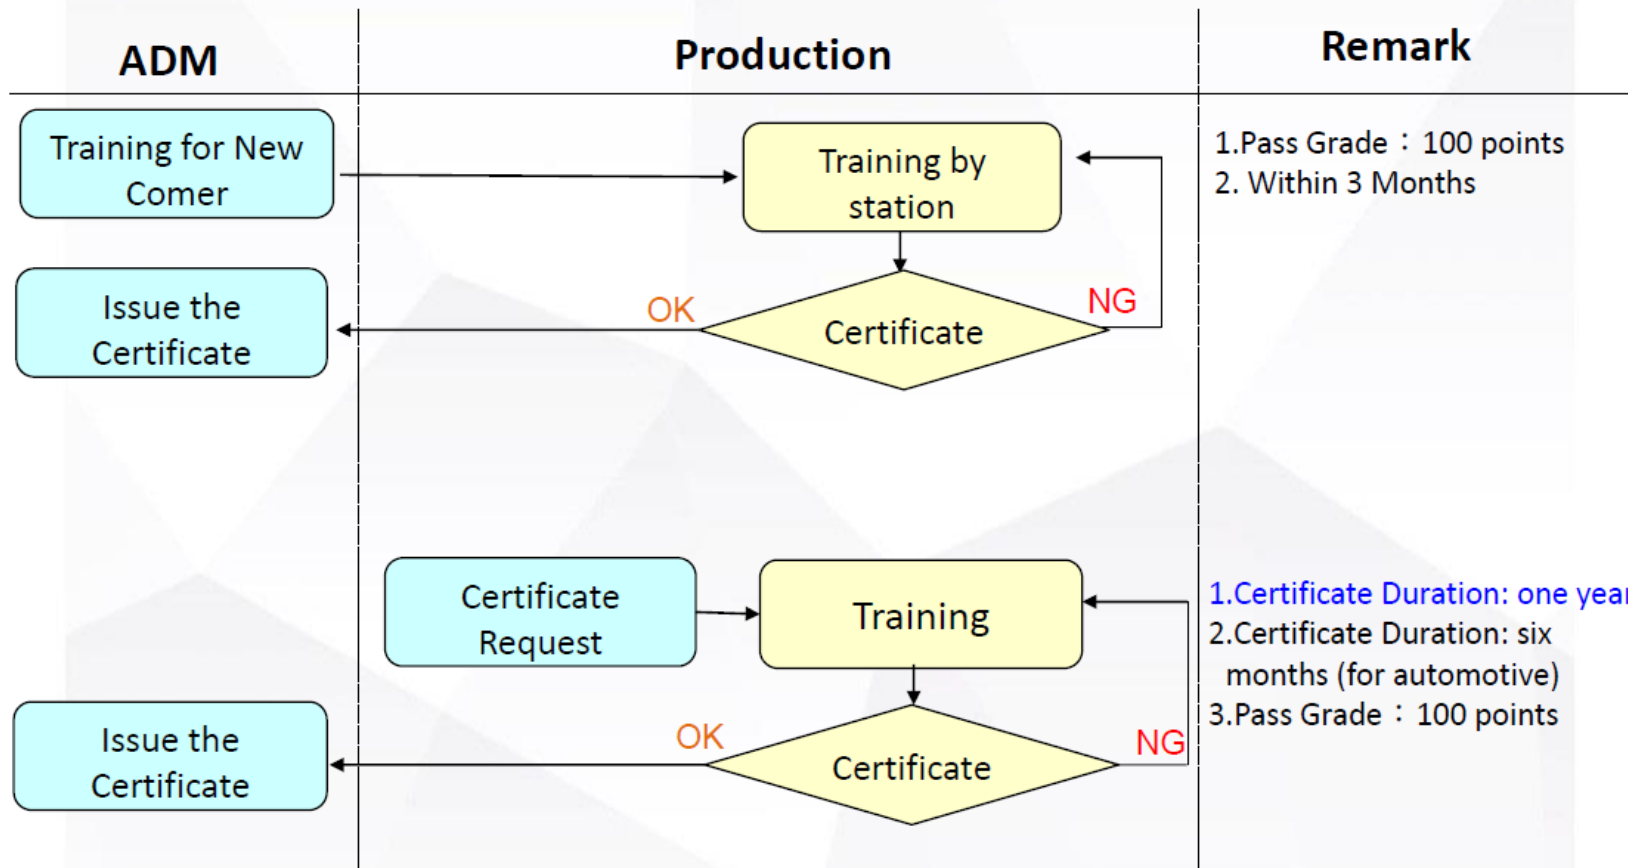 ADM
Production
Remark
Training for New
Comer
Training by
station
1.Pass Grade：100 points
2. Within 3 Months
Issue the
Certificate
OK
Certificate
NG
Certificate
Request
Training
1.Certificate Duration: one year
2.Certificate Duration: six
months (for automotive)
3.Pass Grade：100 points
Issue the
Certificate
OK
Certificate
NG